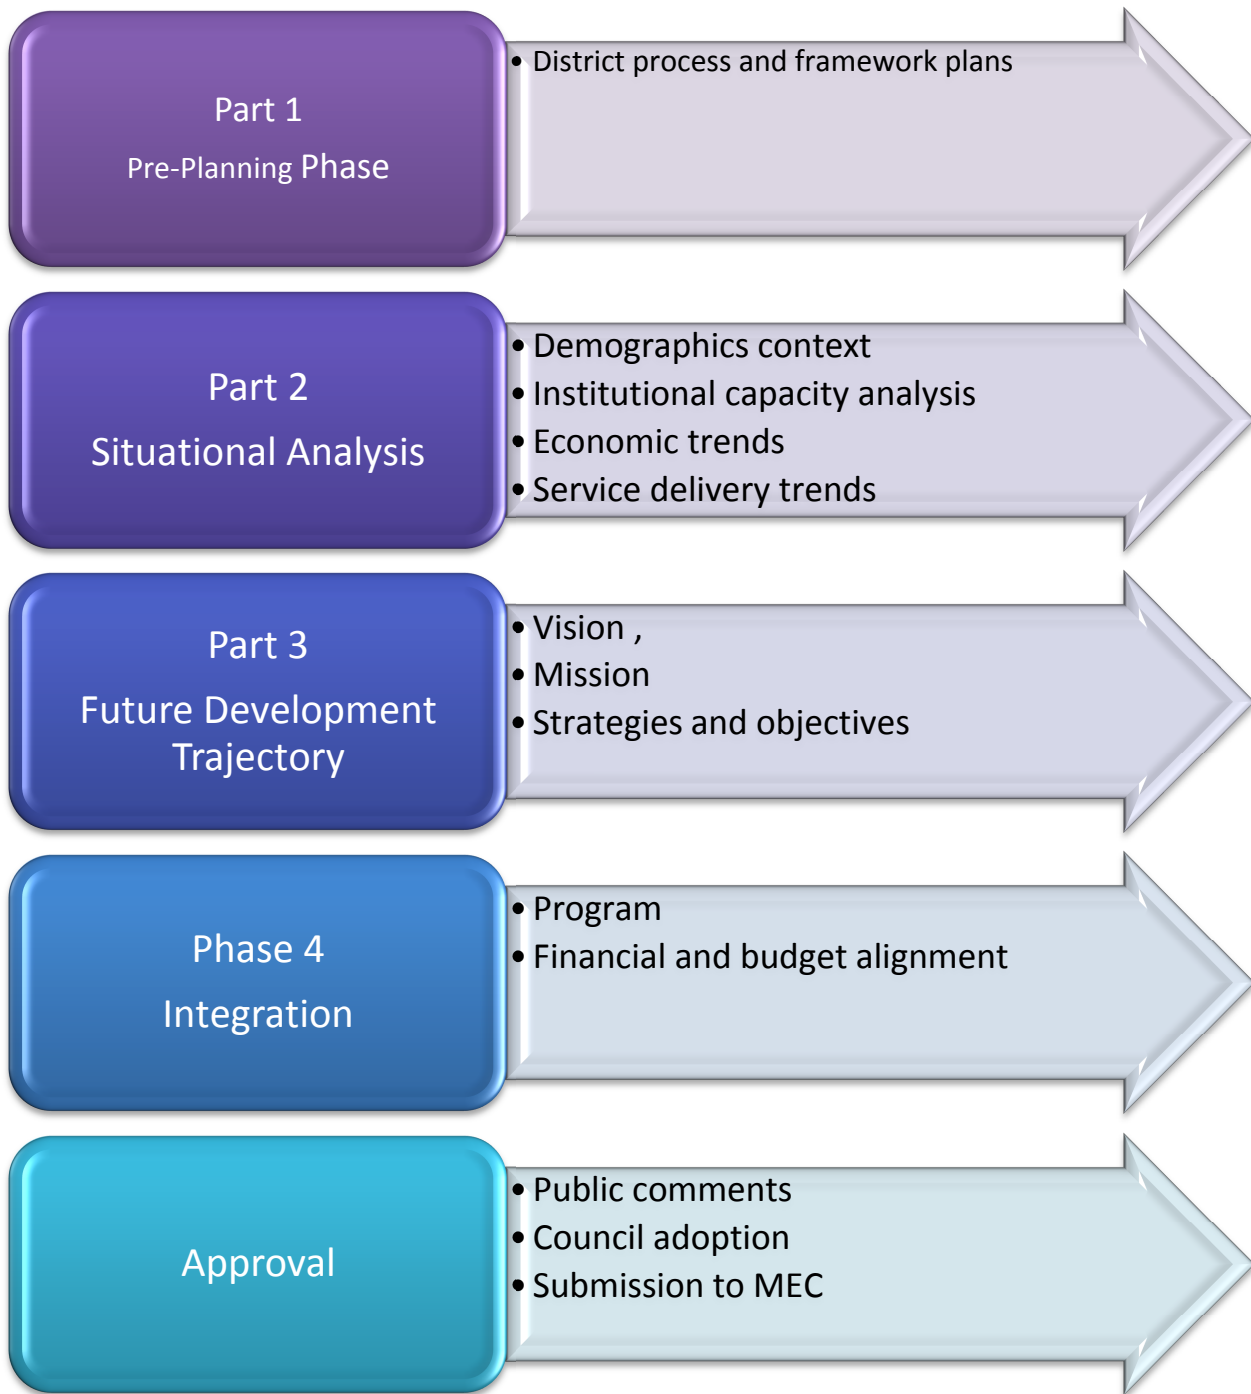 Part 1
Pre-Planning Phase
• District process and framework plans
Part 2
Situational Analysis
• Demographics context
• Institutional capacity analysis
• Economic trends
• Service delivery trends
Part 3
Future Development
Trajectory
• Vision ,
• Mission
• Strategies and objectives
Phase 4
Integration
• Program
• Financial and budget alignment
Approval
• Public comments
• Council adoption
• Submission to MEC